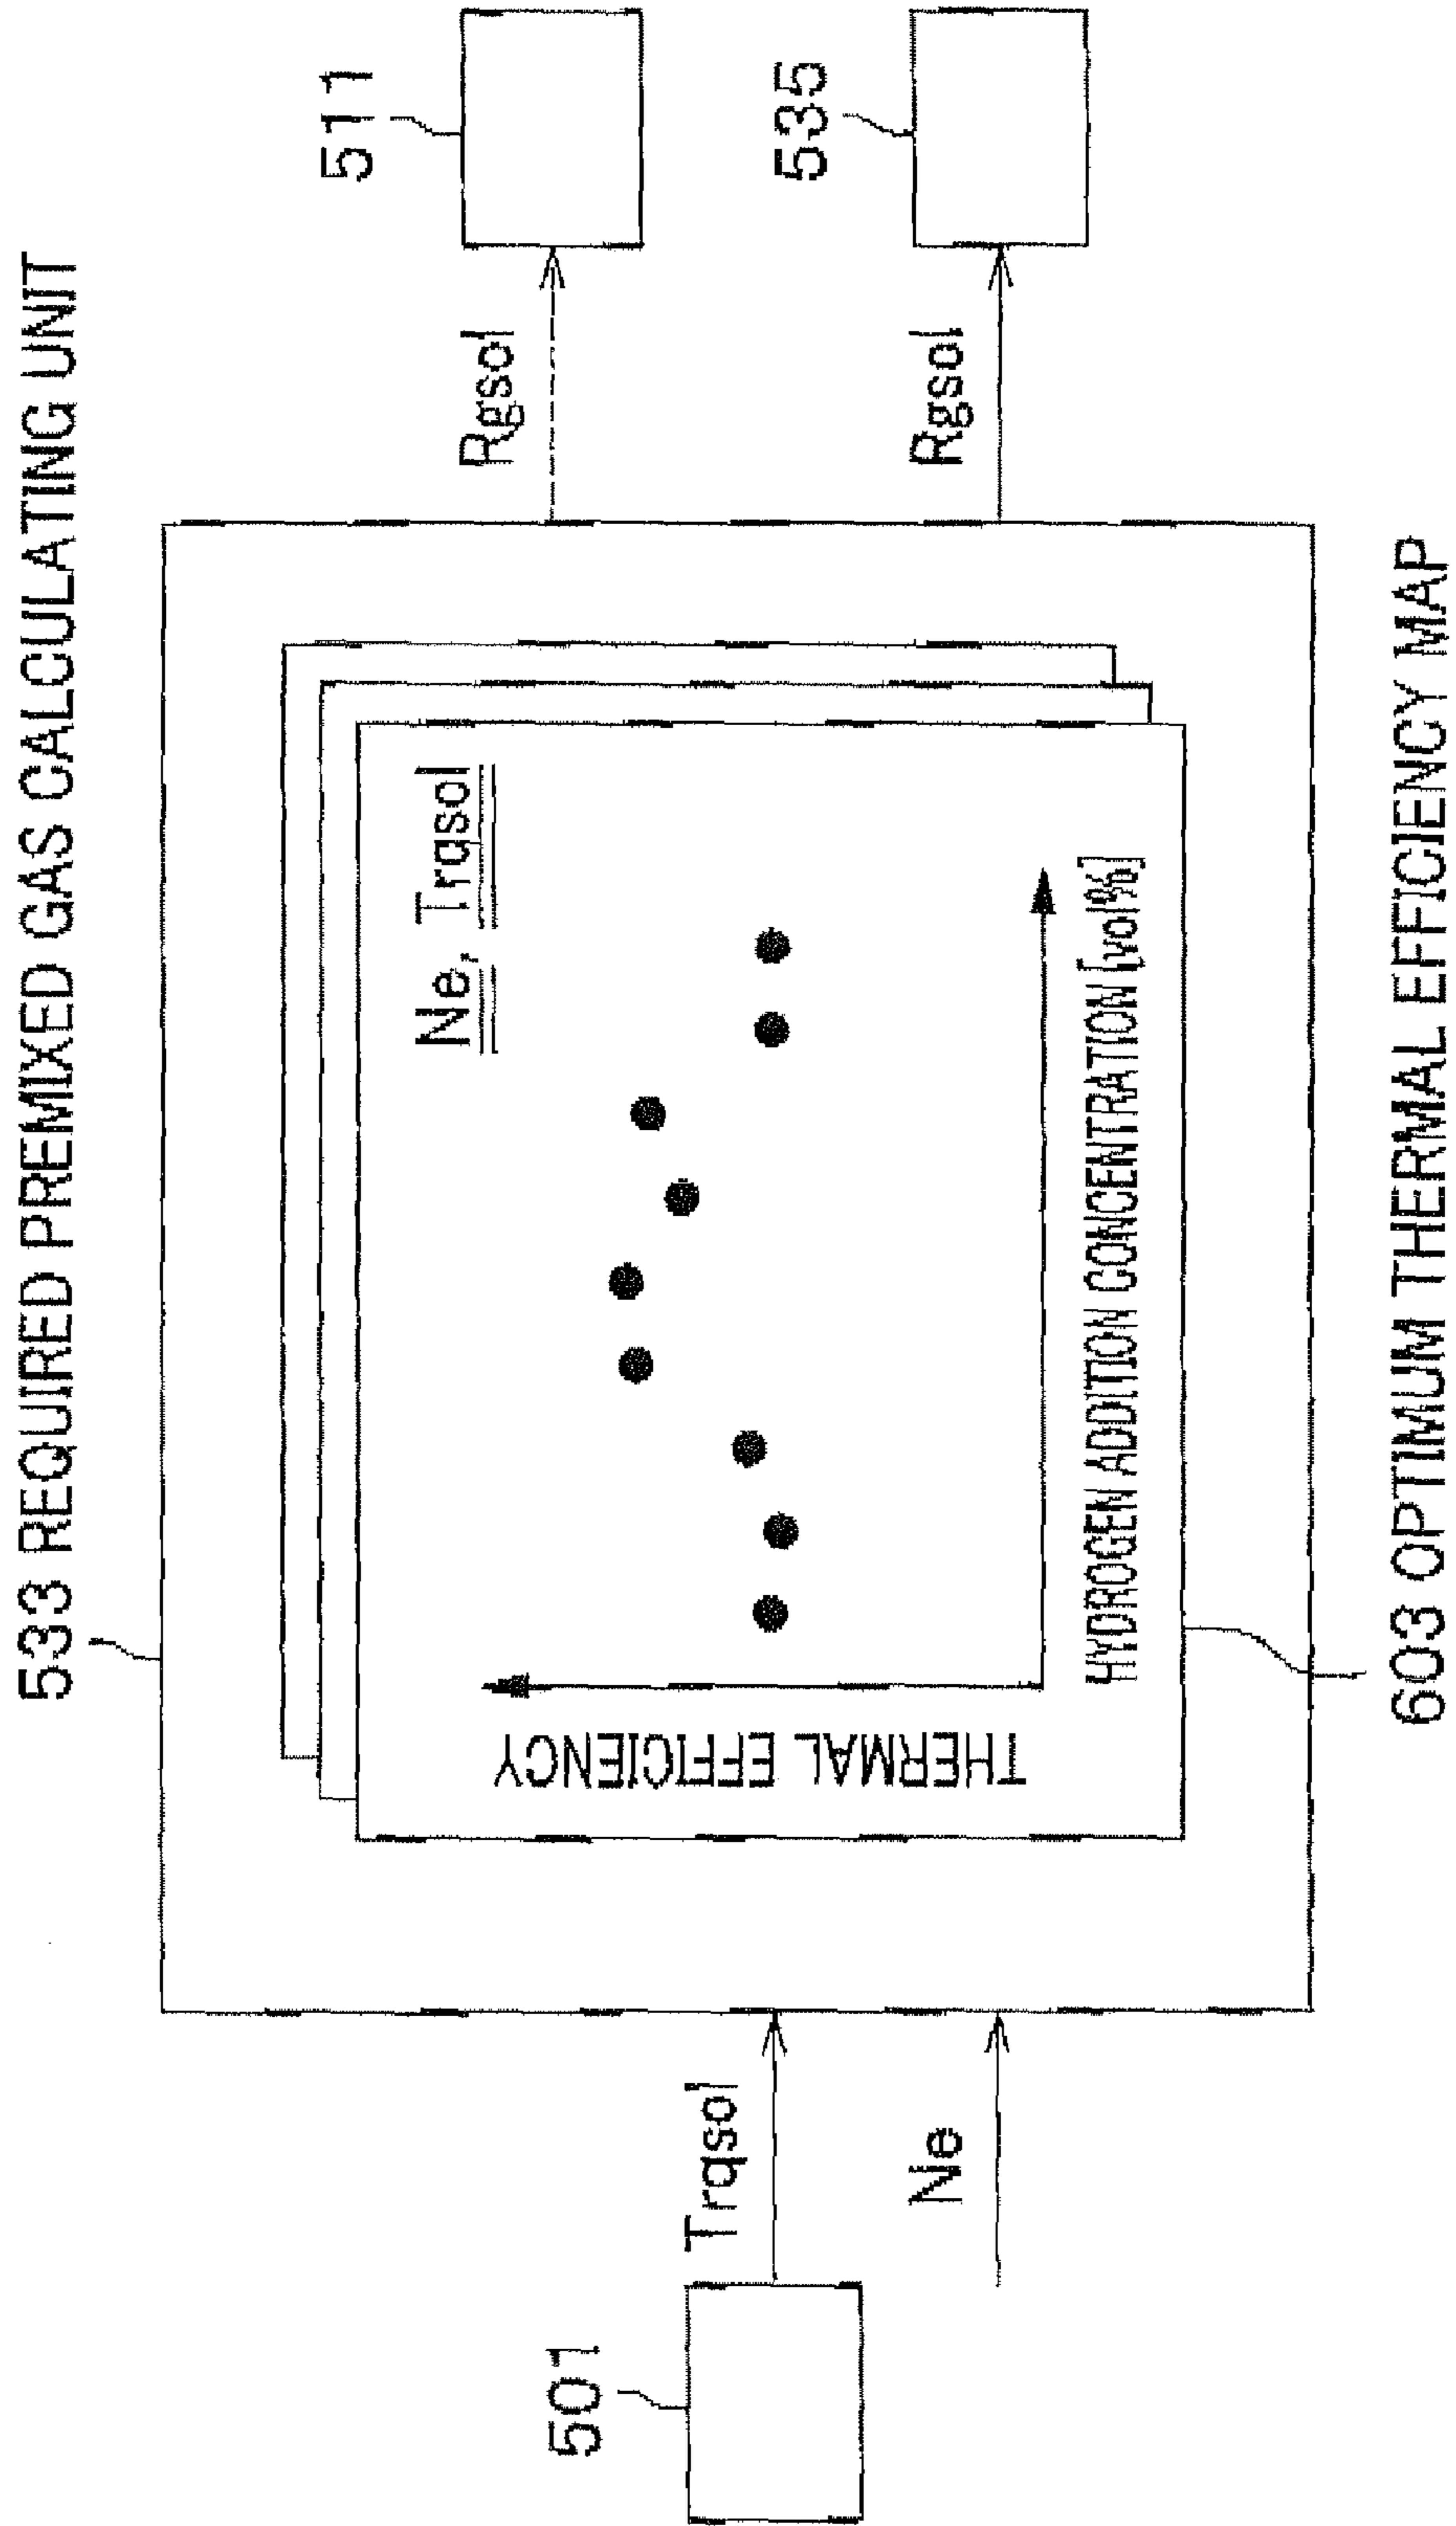 533 REQUIRED PREMIXED GAS CALCULATING UNIT
511
Rgsol
535
Rgsol
Ne, Trqsol
THERMAL EFFICIENCY
HYDROGEN ADDITION CONCENTRATION [vol%]
Trqsol
501
Ne
603 OPTIMUM THERMAL EFFICIENCY MAP